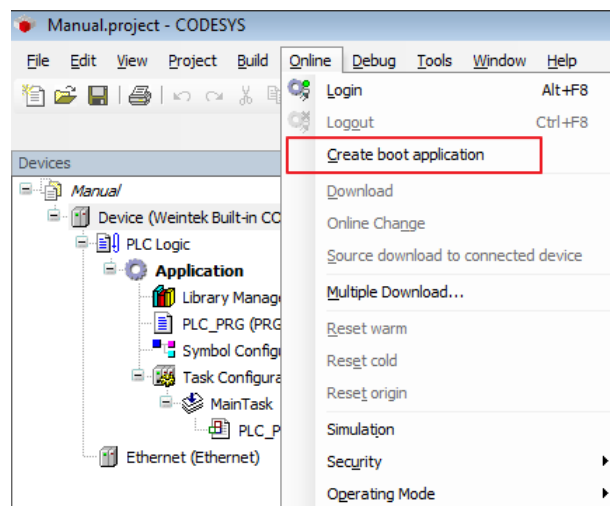 Manual.project - CODESYS
File Edit View Project Build Online Debug Tools Window Help
Login Alt+F8
Logout Ctrl+F8
Create boot application
Devices
Manual
Download
Device (Weintek Built-in CO
Online Change
PLC Logic
Source download to connected device
Application
Multiple Download...
Library Manag
PLC_PRG (PRG
Reset warm
Symbol Config
Reset cold
Task Configura
Reset origin
MainTask
PLC_P
Simulation
Ethernet (Ethernet)
Security
Operating Mode